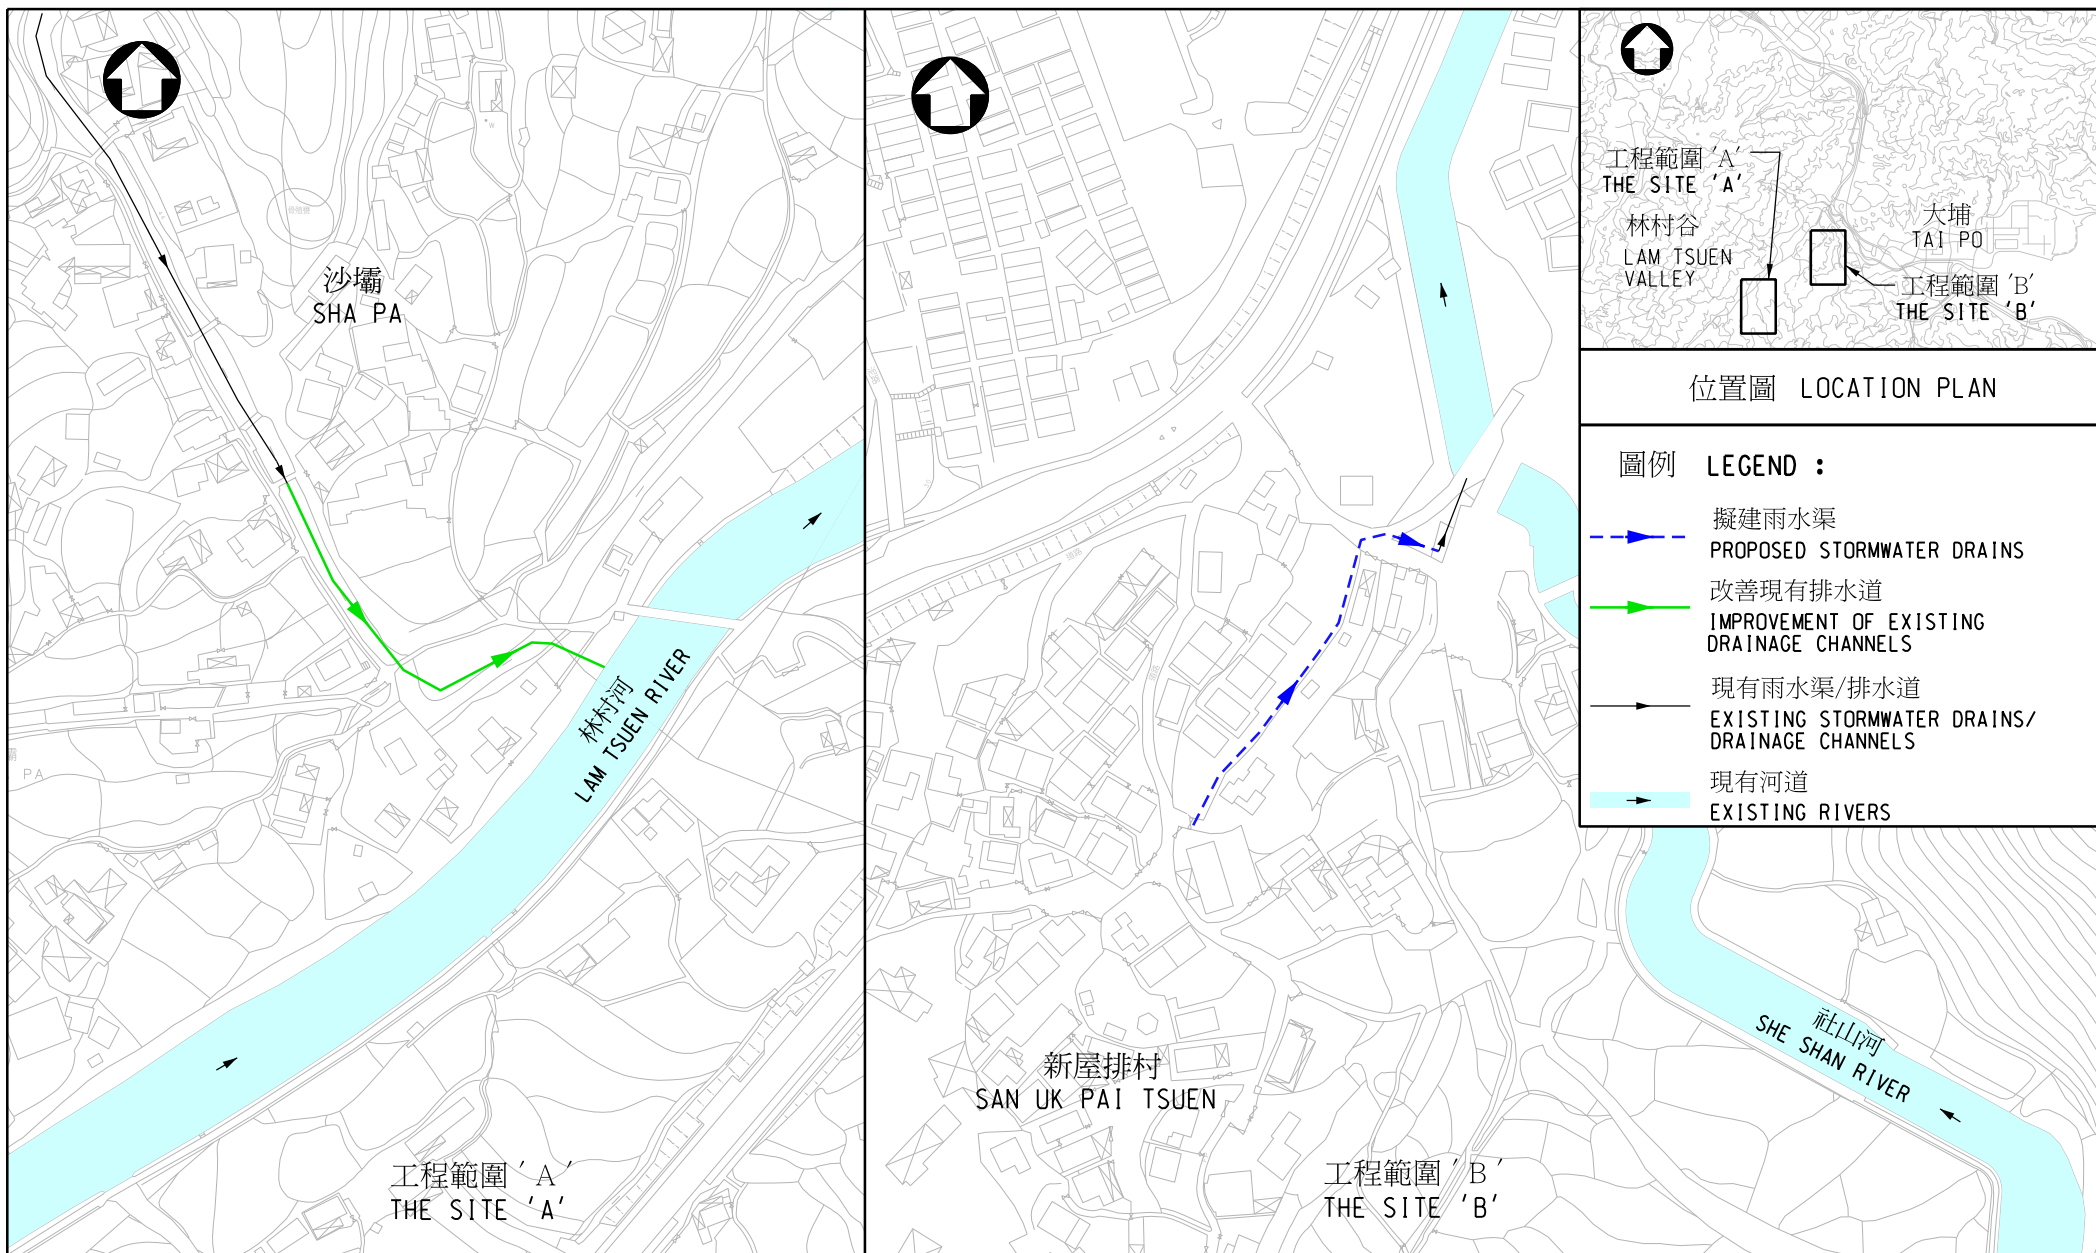 沙壩
SHA PA
林村河
LAM TSUEN RIVER
PA
工程範圍 'A'
THE SITE 'A'
新屋排村
SAN UK PAI TSUEN
工程範圍 'B'
THE SITE 'B'
社山河
SHE SHAN RIVER
工程範圍 'A'
THE SITE 'A'
林村谷
LAM TSUEN
VALLEY
大埔
TAI PO
工程範圍 'B'
THE SITE 'B'
位置圖 LOCATION PLAN
圖例 LEGEND :
擬建雨水渠
PROPOSED STORMWATER DRAINS
改善現有排水道
IMPROVEMENT OF EXISTING
DRAINAGE CHANNELS
現有雨水渠/排水道
EXISTING STORMWATER DRAINS/
DRAINAGE CHANNELS
現有河道
EXISTING RIVERS